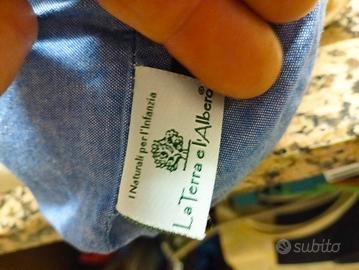 I Naturali per l'Infanzia
La Terra e l'Albero®
subito